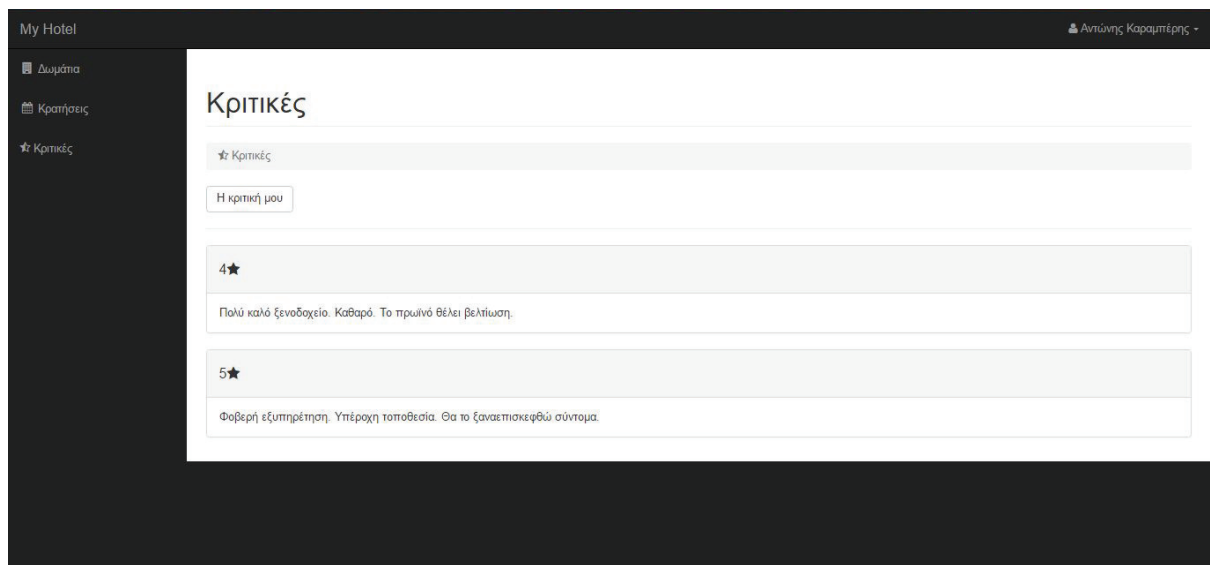 My Hotel
Αντώνης Καραμπέρης
Δωμάτια
Κρατήσεις
Κριτικές
Κριτικές
Κριτικές
Η κριτική μου
4★
Πολύ καλό ξενοδοχείο. Καθαρό. Το πρωϊνό θέλει βελτίωση.
5★
Φοβερή εξυπηρέτηση. Υπέροχη τοποθεσία. Θα το ξαναεπισκεφθώ σύντομα.